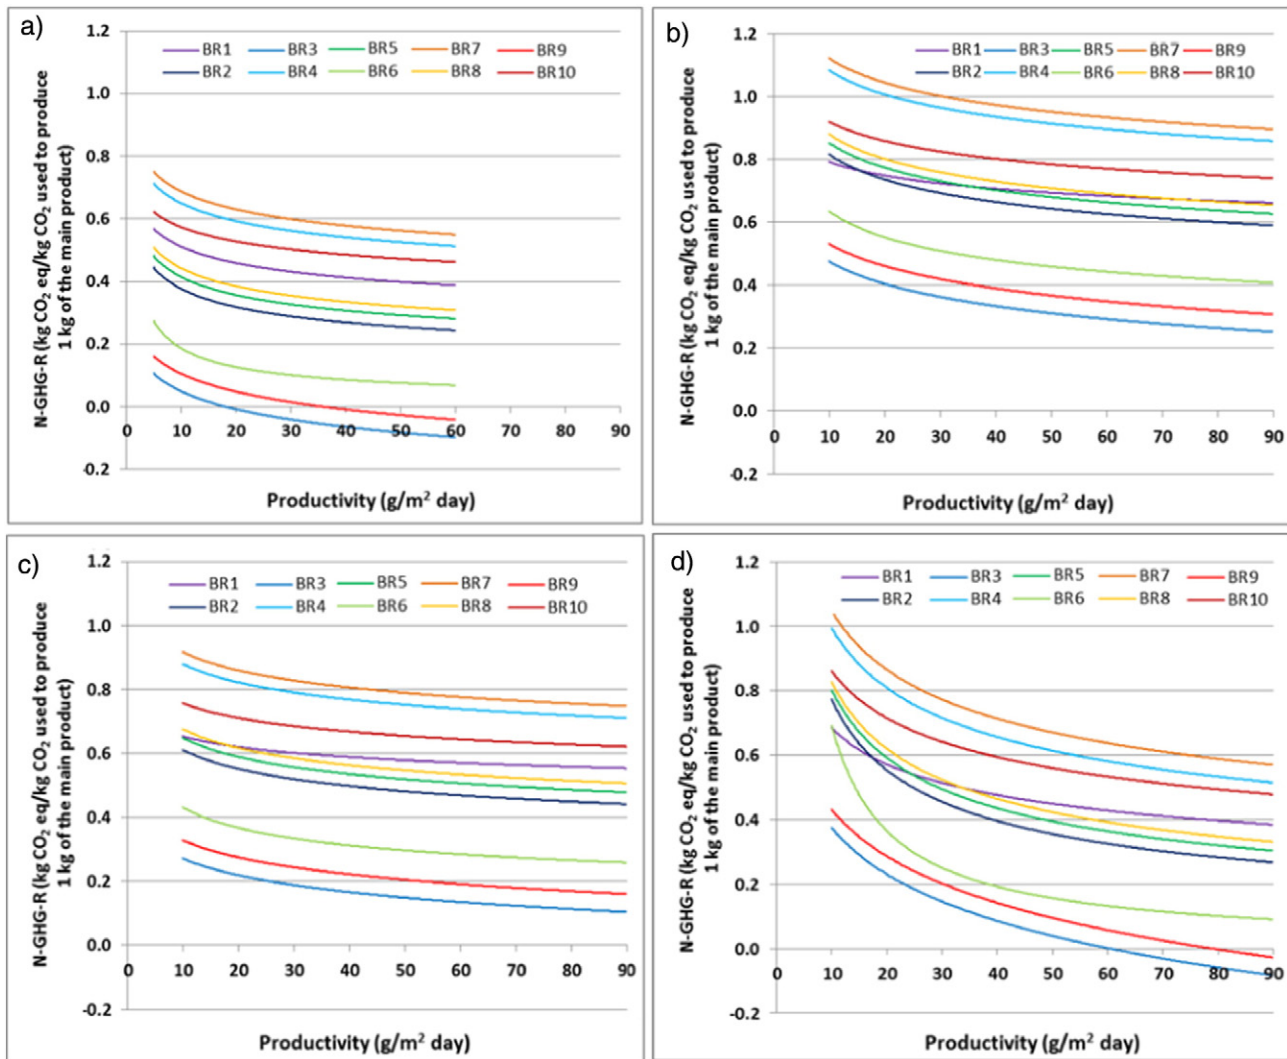 a)
N-GHG-R (kg CO₂ eq/kg CO₂ used to produce
1 kg of the main product)
1.2
1.0
0.8
0.6
0.4
0.2
0.0
-0.2
BR1 BR3 BR5 BR7 BR9
BR2 BR4 BR6 BR8 BR10
0 10 20 30 40 50 60 70 80 90
Productivity (g/m² day)
b)
N-GHG-R (kg CO₂ eq/kg CO₂ used to produce
1 kg of the main product)
1.2
1.0
0.8
0.6
0.4
0.2
0.0
-0.2
BR1 BR3 BR5 BR7 BR9
BR2 BR4 BR6 BR8 BR10
0 10 20 30 40 50 60 70 80 90
Productivity (g/m² day)
c)
N-GHG-R (kg CO₂ eq/kg CO₂ used to produce
1 kg of the main product)
1.2
1.0
0.8
0.6
0.4
0.2
0.0
-0.2
BR1 BR3 BR5 BR7 BR9
BR2 BR4 BR6 BR8 BR10
0 10 20 30 40 50 60 70 80 90
Productivity (g/m² day)
d)
N-GHG-R (kg CO₂ eq/kg CO₂ used to produce
1 kg of the main product)
1.2
1.0
0.8
0.6
0.4
0.2
0.0
-0.2
BR1 BR3 BR5 BR7 BR9
BR2 BR4 BR6 BR8 BR10
0 10 20 30 40 50 60 70 80 90
Productivity (g/m² day)